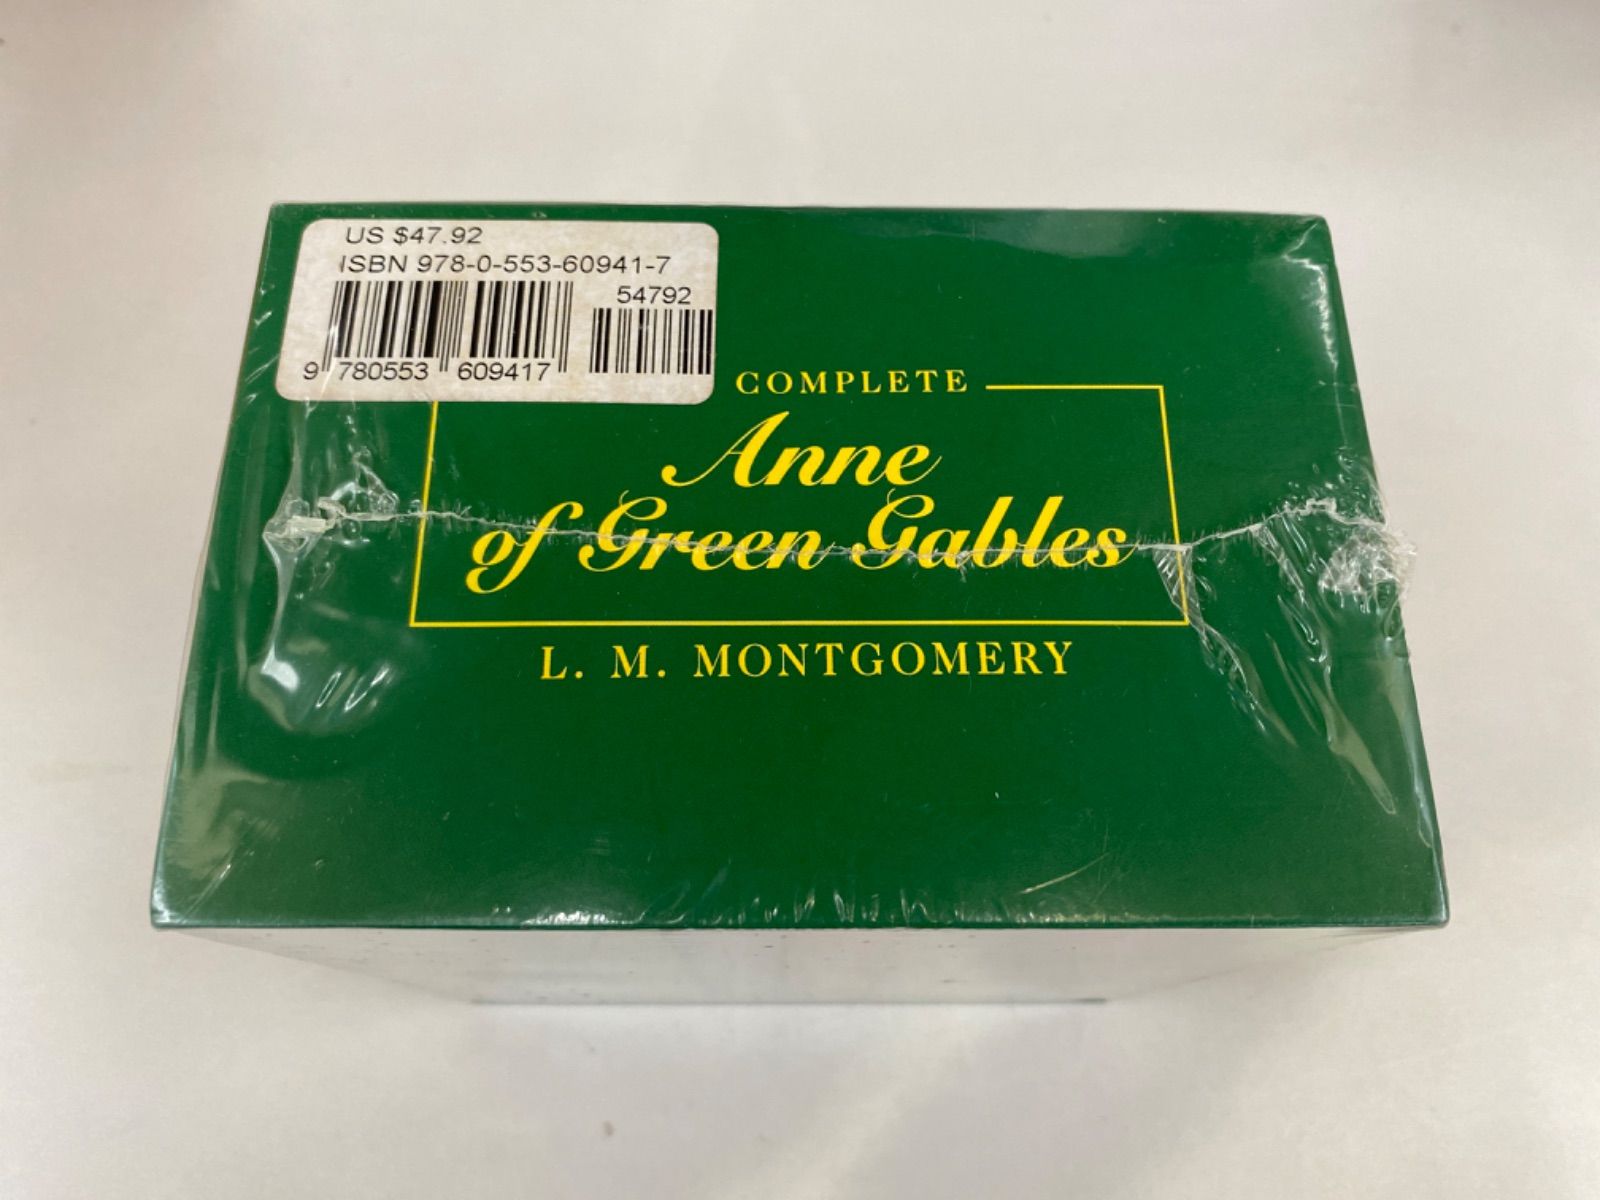 US $47.92
ISBN 978-0-553-60941-7
54792
9 780553 609417
COMPLETE
Anne
of Green Gables
L. M. MONTGOMERY